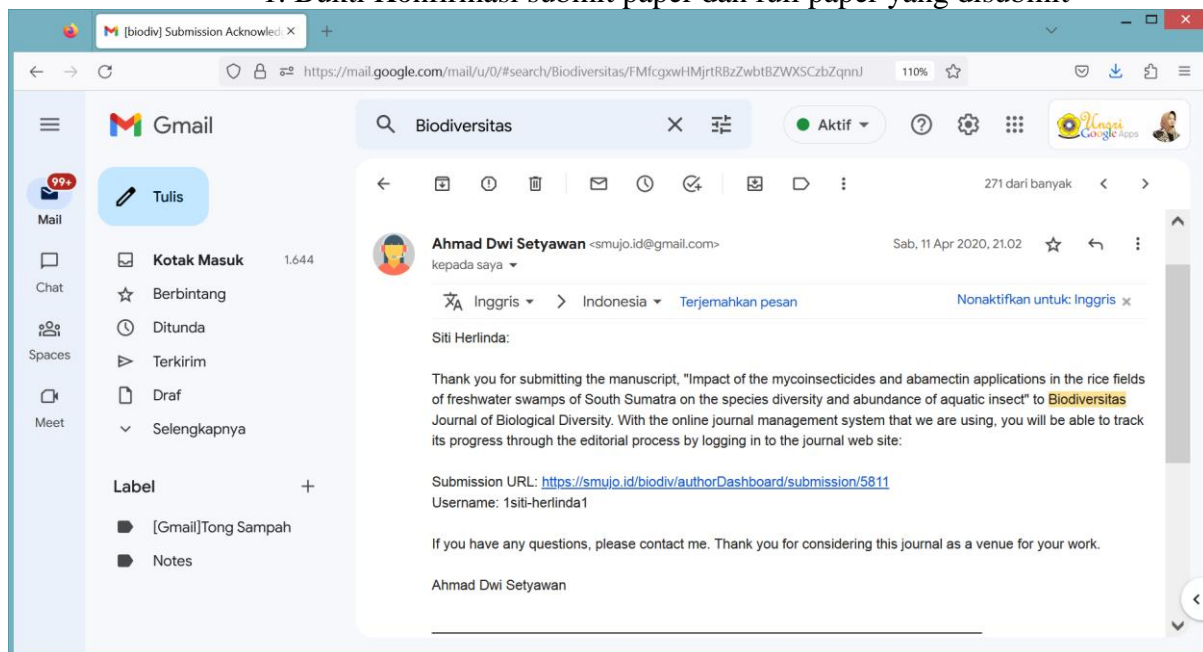 1. Bukti Konfirmasi submit paper dan full paper yang disubmit
[biodiv] Submission Acknowled
https://mail.google.com/mail/u/0/#search/Biodiversitas/FMfcgxwHMjrtRBzZwbtBZWXSCzbZqnnJ
110%
Gmail
Biodiversitas
Aktif
Unsri
Google Apps
99+
Mail
Chat
Spaces
Meet
Tulis
Kotak Masuk 1.644
Berbintang
Ditunda
Terkirim
Draf
Selengkapnya
Label
[Gmail]Tong Sampah
Notes
271 dari banyak
Ahmad Dwi Setyawan <smujo.id@gmail.com>
Sab, 11 Apr 2020, 21.02
kepada saya
Inggris > Indonesia Terjemahkan pesan
Nonaktifkan untuk: Inggris x
Siti Herlinda:
Thank you for submitting the manuscript, "Impact of the mycoinsecticides and abamectin applications in the rice fields
of freshwater swamps of South Sumatra on the species diversity and abundance of aquatic insect" to Biodiversitas
Journal of Biological Diversity. With the online journal management system that we are using, you will be able to track
its progress through the editorial process by logging in to the journal web site:
Submission URL: https://smujo.id/biodiv/authorDashboard/submission/5811
Username: 1siti-herlinda1
If you have any questions, please contact me. Thank you for considering this journal as a venue for your work.
Ahmad Dwi Setyawan